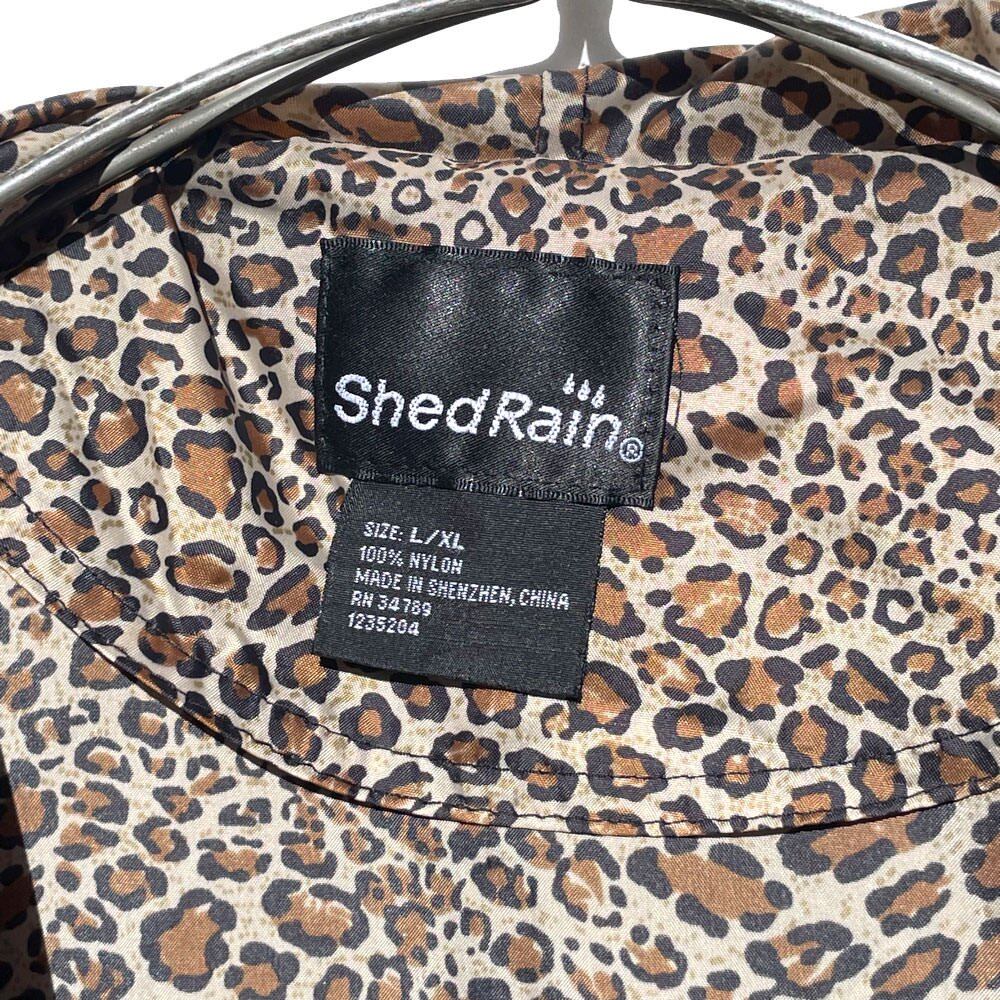 ShedRain®
SIZE: L/XL
100% NYLON
MADE IN SHENZHEN, CHINA
RN 34789
1235204